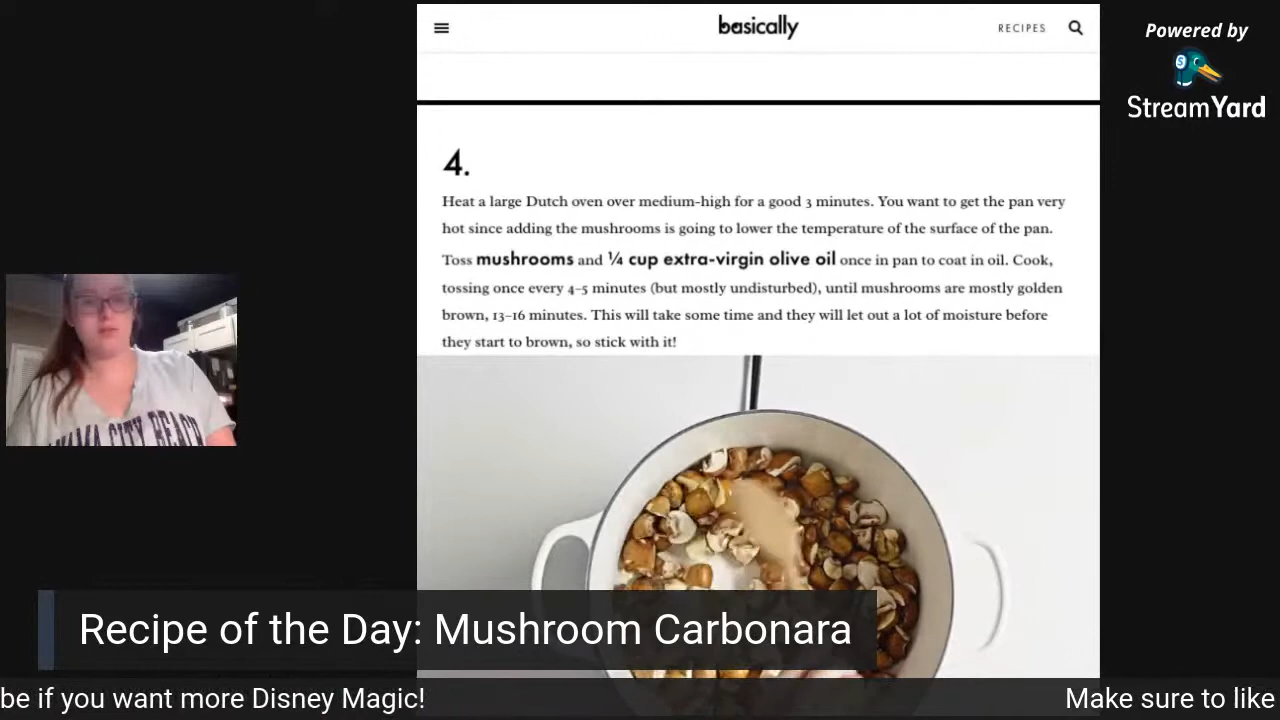 basically
RECIPES
Powered by
StreamYard
4.
Heat a large Dutch oven over medium-high for a good 3 minutes. You want to get the pan very
hot since adding the mushrooms is going to lower the temperature of the surface of the pan.
Toss mushrooms and ¼ cup extra-virgin olive oil once in pan to coat in oil. Cook,
tossing once every 4–5 minutes (but mostly undisturbed), until mushrooms are mostly golden
brown, 13–16 minutes. This will take some time and they will let out a lot of moisture before
they start to brown, so stick with it!
CITY BEACH
Recipe of the Day: Mushroom Carbonara
be if you want more Disney Magic!
Make sure to like